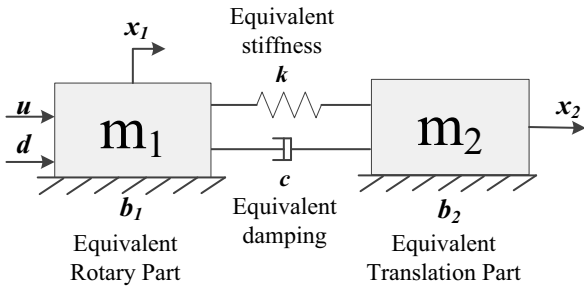 Equivalent
stiffness
k
x1
u
d
m1
m2
x2
c
Equivalent
damping
b1
b2
Equivalent
Rotary Part
Equivalent
Translation Part